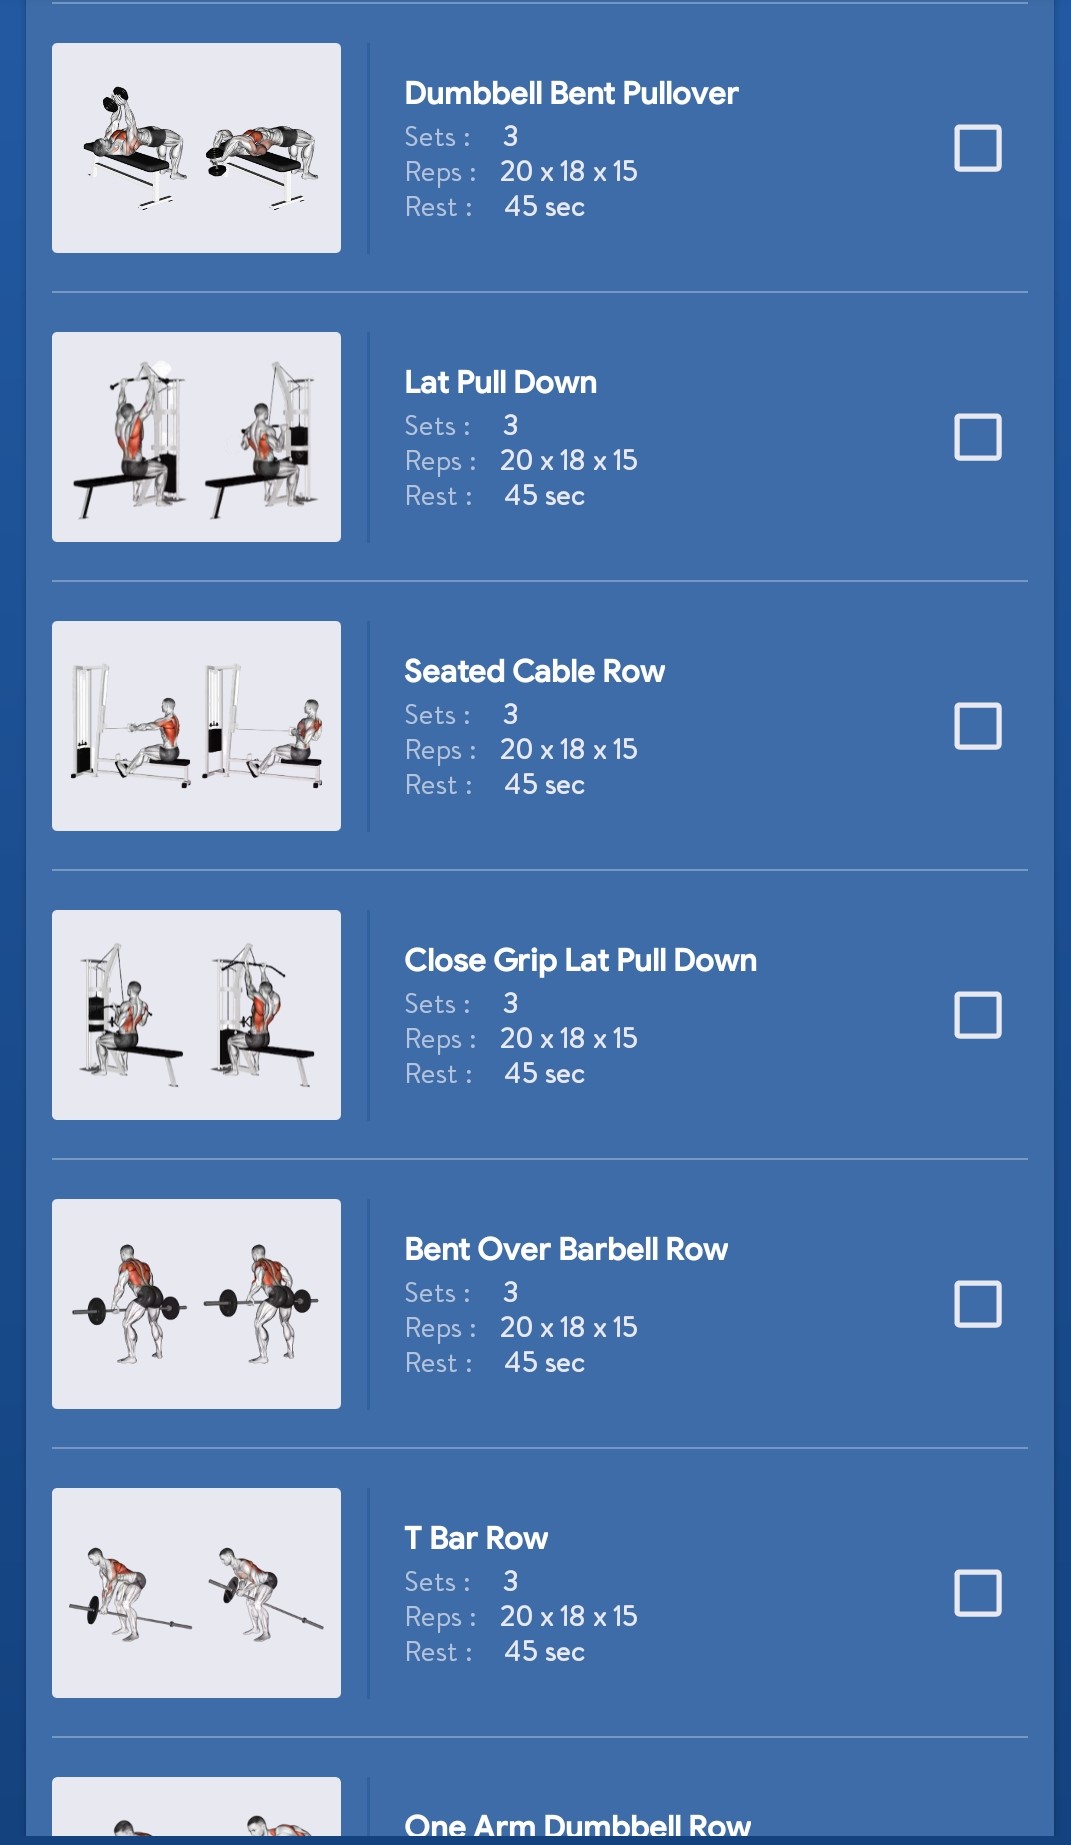 Dumbbell Bent Pullover
Sets : 3
Reps : 20 x 18 x 15
Rest : 45 sec
Lat Pull Down
Sets : 3
Reps : 20 x 18 x 15
Rest : 45 sec
Seated Cable Row
Sets : 3
Reps : 20 x 18 x 15
Rest : 45 sec
Close Grip Lat Pull Down
Sets : 3
Reps : 20 x 18 x 15
Rest : 45 sec
Bent Over Barbell Row
Sets : 3
Reps : 20 x 18 x 15
Rest : 45 sec
T Bar Row
Sets : 3
Reps : 20 x 18 x 15
Rest : 45 sec
One Arm Dumbbell Row